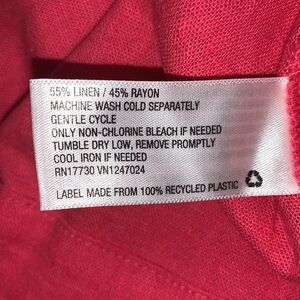 55% LINEN / 45% RAYON
MACHINE WASH COLD SEPARATELY
GENTLE CYCLE
ONLY NON-CHLORINE BLEACH IF NEEDED
TUMBLE DRY LOW, REMOVE PROMPTLY
COOL IRON IF NEEDED
RN17730 VN1247024
LABEL MADE FROM 100% RECYCLED PLASTIC